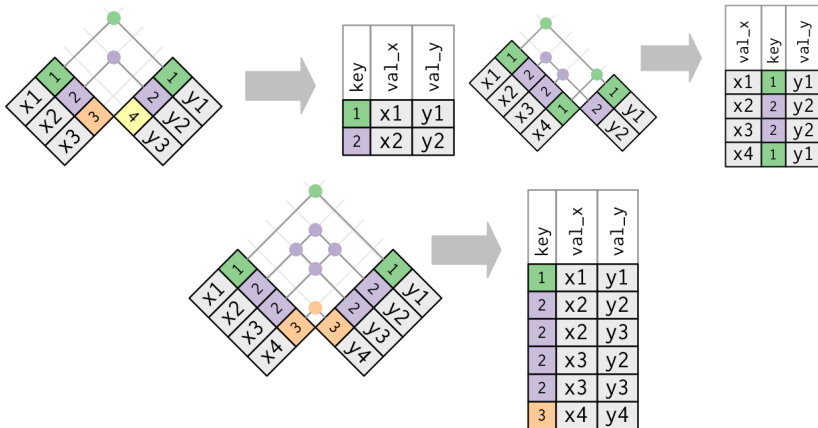 x1 1
x2 2
x3 3
1 y1
2 y2
4 y3
key val_x val_y
1 x1 y1
2 x2 y2
x1 1
x2 2
x3 2
x4 1
1 y1
2 y2
val_x key val_y
x1 1 y1
x2 2 y2
x3 2 y2
x4 1 y1
x1 1
x2 2
x3 2
x4 3
1 y1
2 y2
2 y3
3 y4
key val_x val_y
1 x1 y1
2 x2 y2
2 x2 y3
2 x3 y2
2 x3 y3
3 x4 y4